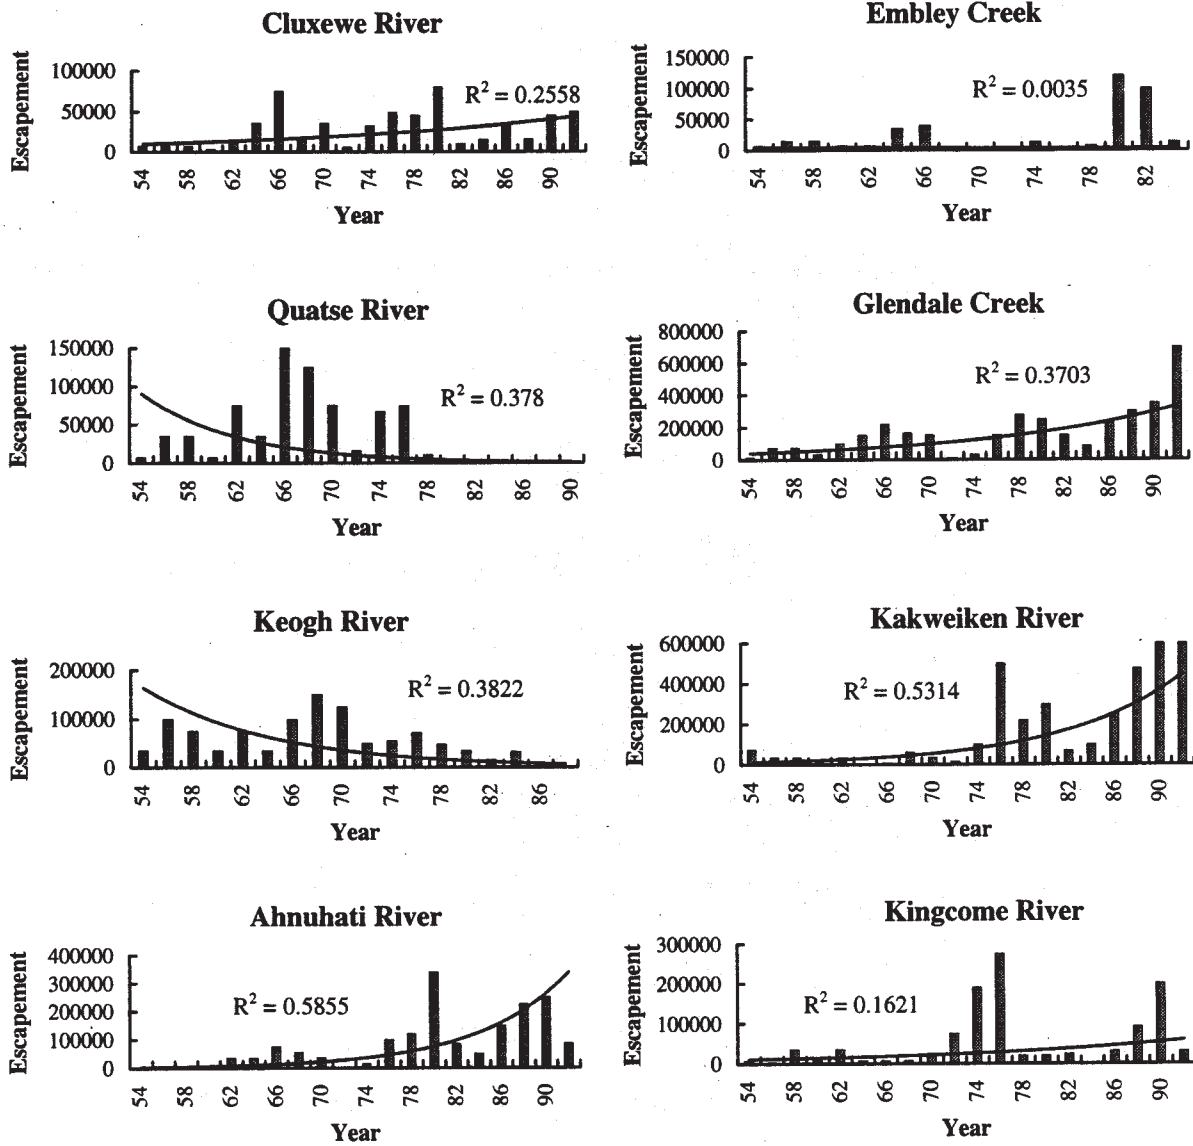 Cluxewe River
Escapement
100000
50000
0
R² = 0.2558
54 58 62 66 70 74 78 82 86 90
Year
Embley Creek
Escapement
150000
100000
50000
0
R² = 0.0035
54 58 62 66 70 74 78 82
Year
Quatse River
Escapement
150000
100000
50000
0
R² = 0.378
54 58 62 66 70 74 78 82 86 90
Year
Glendale Creek
Escapement
800000
600000
400000
200000
0
R² = 0.3703
54 58 62 66 70 74 78 82 86 90
Year
Keogh River
Escapement
200000
100000
0
R² = 0.3822
54 58 62 66 70 74 78 82 86
Year
Kakweiken River
Escapement
600000
400000
200000
0
R² = 0.5314
54 58 62 66 70 74 78 82 86 90
Year
Ahnuhati River
Escapement
400000
300000
200000
100000
0
R² = 0.5855
54 58 62 66 70 74 78 82 86 90
Year
Kingcome River
Escapement
300000
200000
100000
0
R² = 0.1621
54 58 62 66 70 74 78 82 86 90
Year